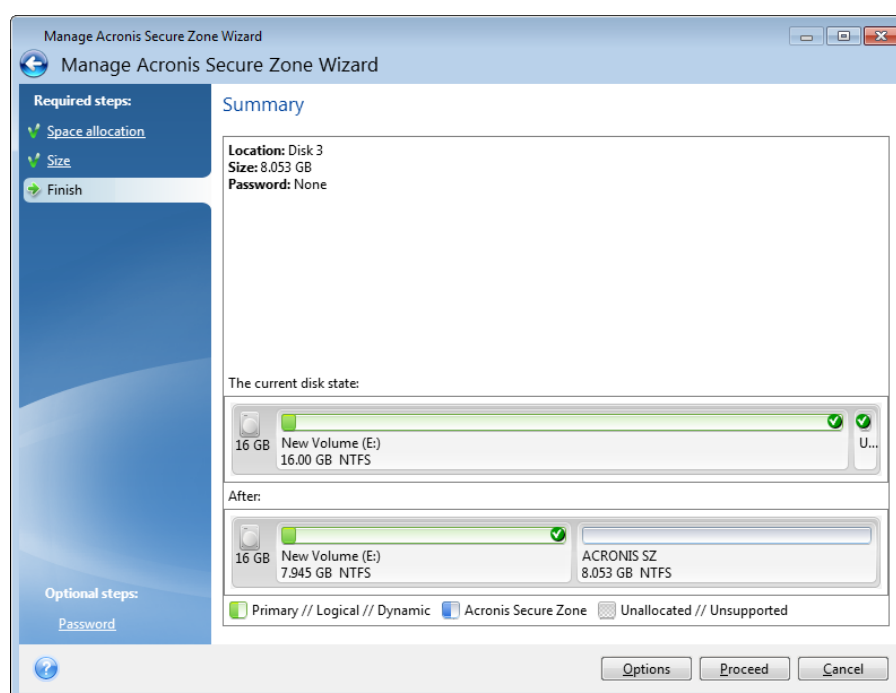 Manage Acronis Secure Zone Wizard
Manage Acronis Secure Zone Wizard
Required steps:
Space allocation
Size
Finish
Optional steps:
Password
Summary
Location: Disk 3
Size: 8.053 GB
Password: None
The current disk state:
16 GB
New Volume (E:)
16.00 GB NTFS
U...
After:
16 GB
New Volume (E:)
7.945 GB NTFS
ACRONIS SZ
8.053 GB NTFS
Primary // Logical // Dynamic Acronis Secure Zone Unallocated // Unsupported
? Options Proceed Cancel